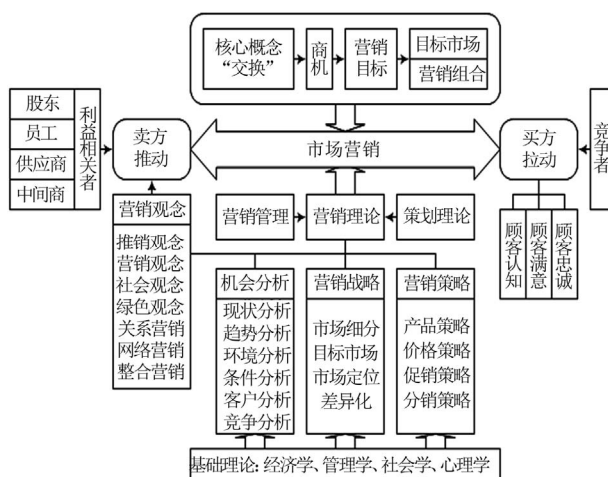 核心概念
“交换”
商机
营销
目标
目标市场
营销组合
股东
员工
供应商
中间商
利益相关者
卖方
推动
市场营销
买方
拉动
竞争者
营销观念
推销观念
营销观念
社会观念
绿色观念
关系营销
网络营销
整合营销
营销管理
营销理论
策划理论
顾客认知
顾客满意
顾客忠诚
机会分析
现状分析
趋势分析
环境分析
条件分析
客户分析
竞争分析
营销战略
市场细分
目标市场
市场定位
差异化
营销策略
产品策略
价格策略
促销策略
分销策略
基础理论：经济学、管理学、社会学、心理学